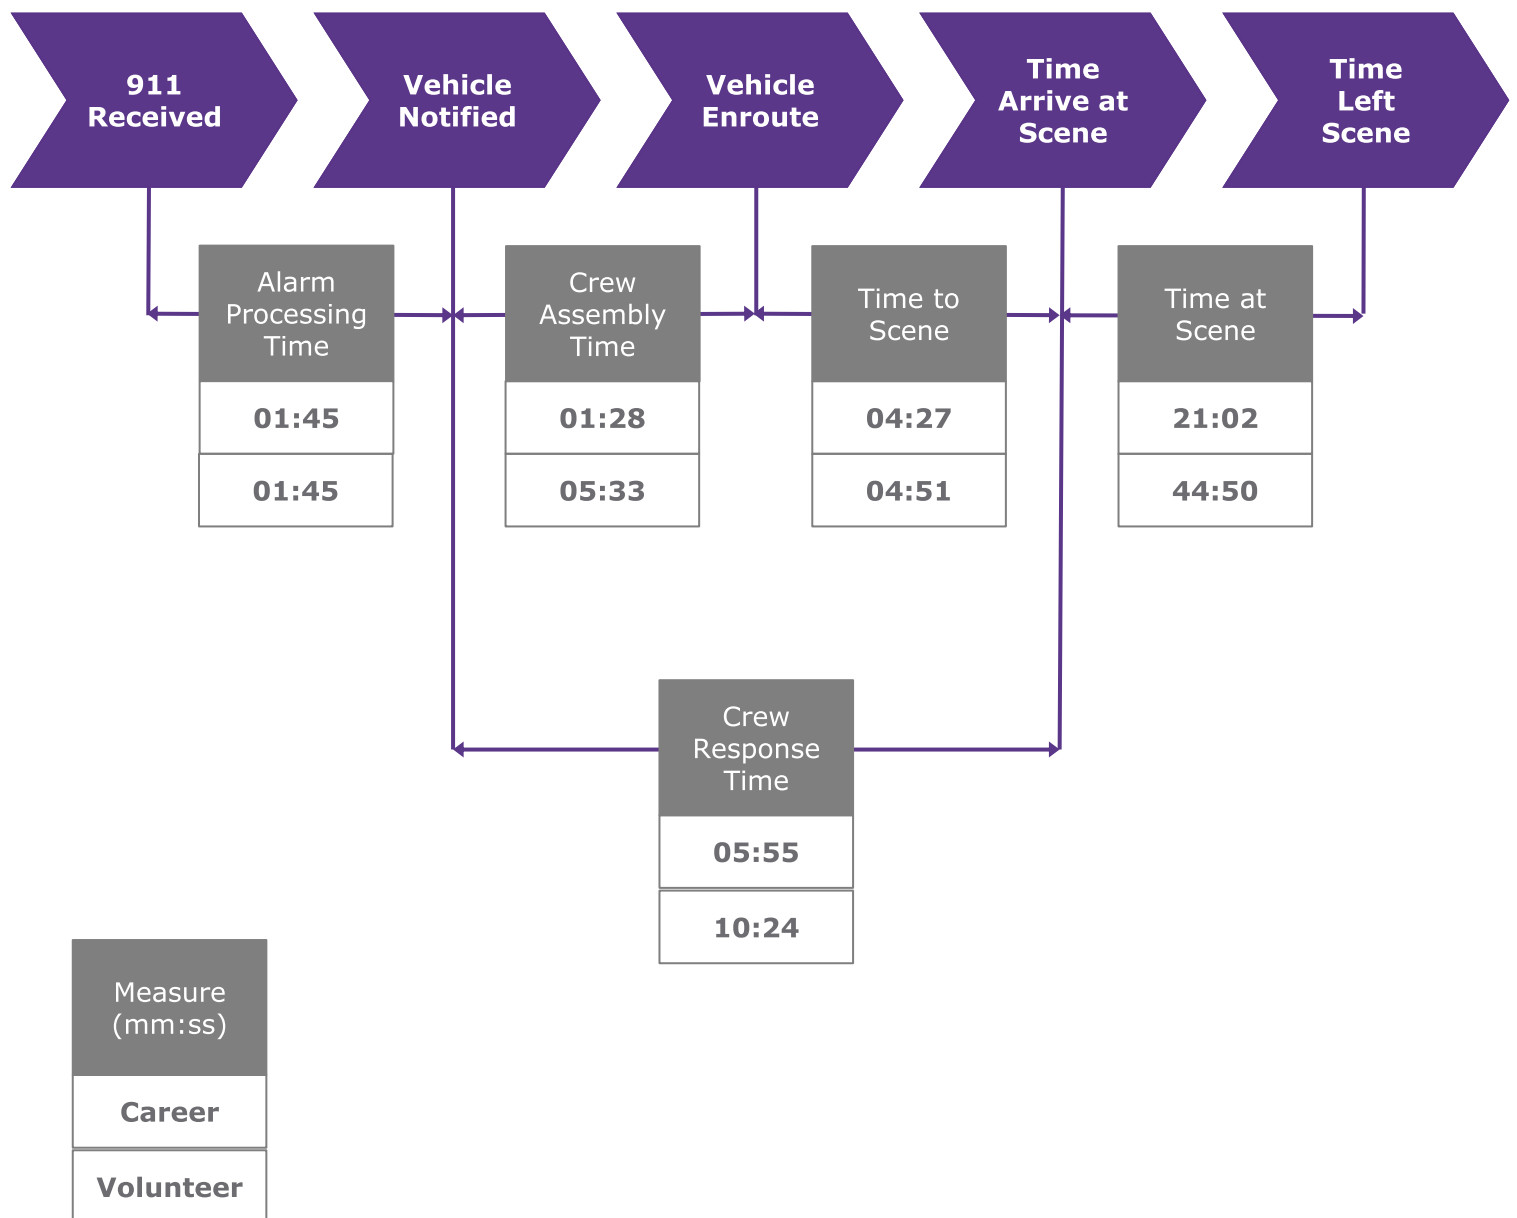 911
Received
Vehicle
Notified
Vehicle
Enroute
Time
Arrive at
Scene
Time
Left
Scene
Alarm
Processing
Time
01:45
01:45
Crew
Assembly
Time
01:28
05:33
Time to
Scene
04:27
04:51
Time at
Scene
21:02
44:50
Crew
Response
Time
05:55
10:24
Measure
(mm:ss)
Career
Volunteer